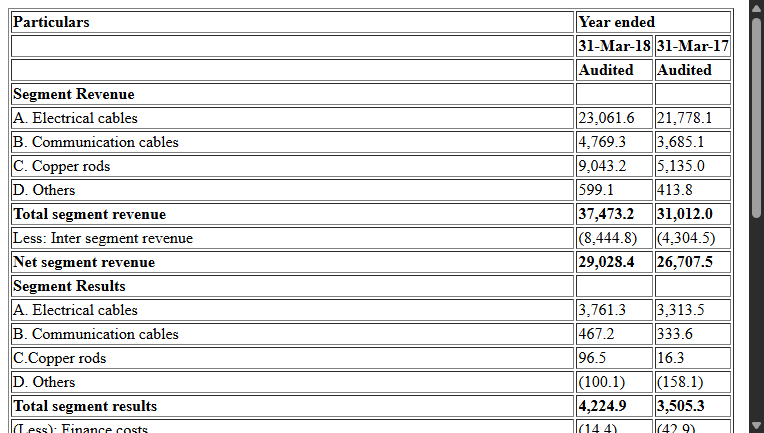 Particulars Year ended
31-Mar-18 31-Mar-17
Audited Audited
Segment Revenue
A. Electrical cables 23,061.6 21,778.1
B. Communication cables 4,769.3 3,685.1
C. Copper rods 9,043.2 5,135.0
D. Others 599.1 413.8
Total segment revenue 37,473.2 31,012.0
Less: Inter segment revenue (8,444.8) (4,304.5)
Net segment revenue 29,028.4 26,707.5
Segment Results
A. Electrical cables 3,761.3 3,313.5
B. Communication cables 467.2 333.6
C.Copper rods 96.5 16.3
D. Others (100.1) (158.1)
Total segment results 4,224.9 3,505.3
(Less): Finance costs (14.4) (42.9)